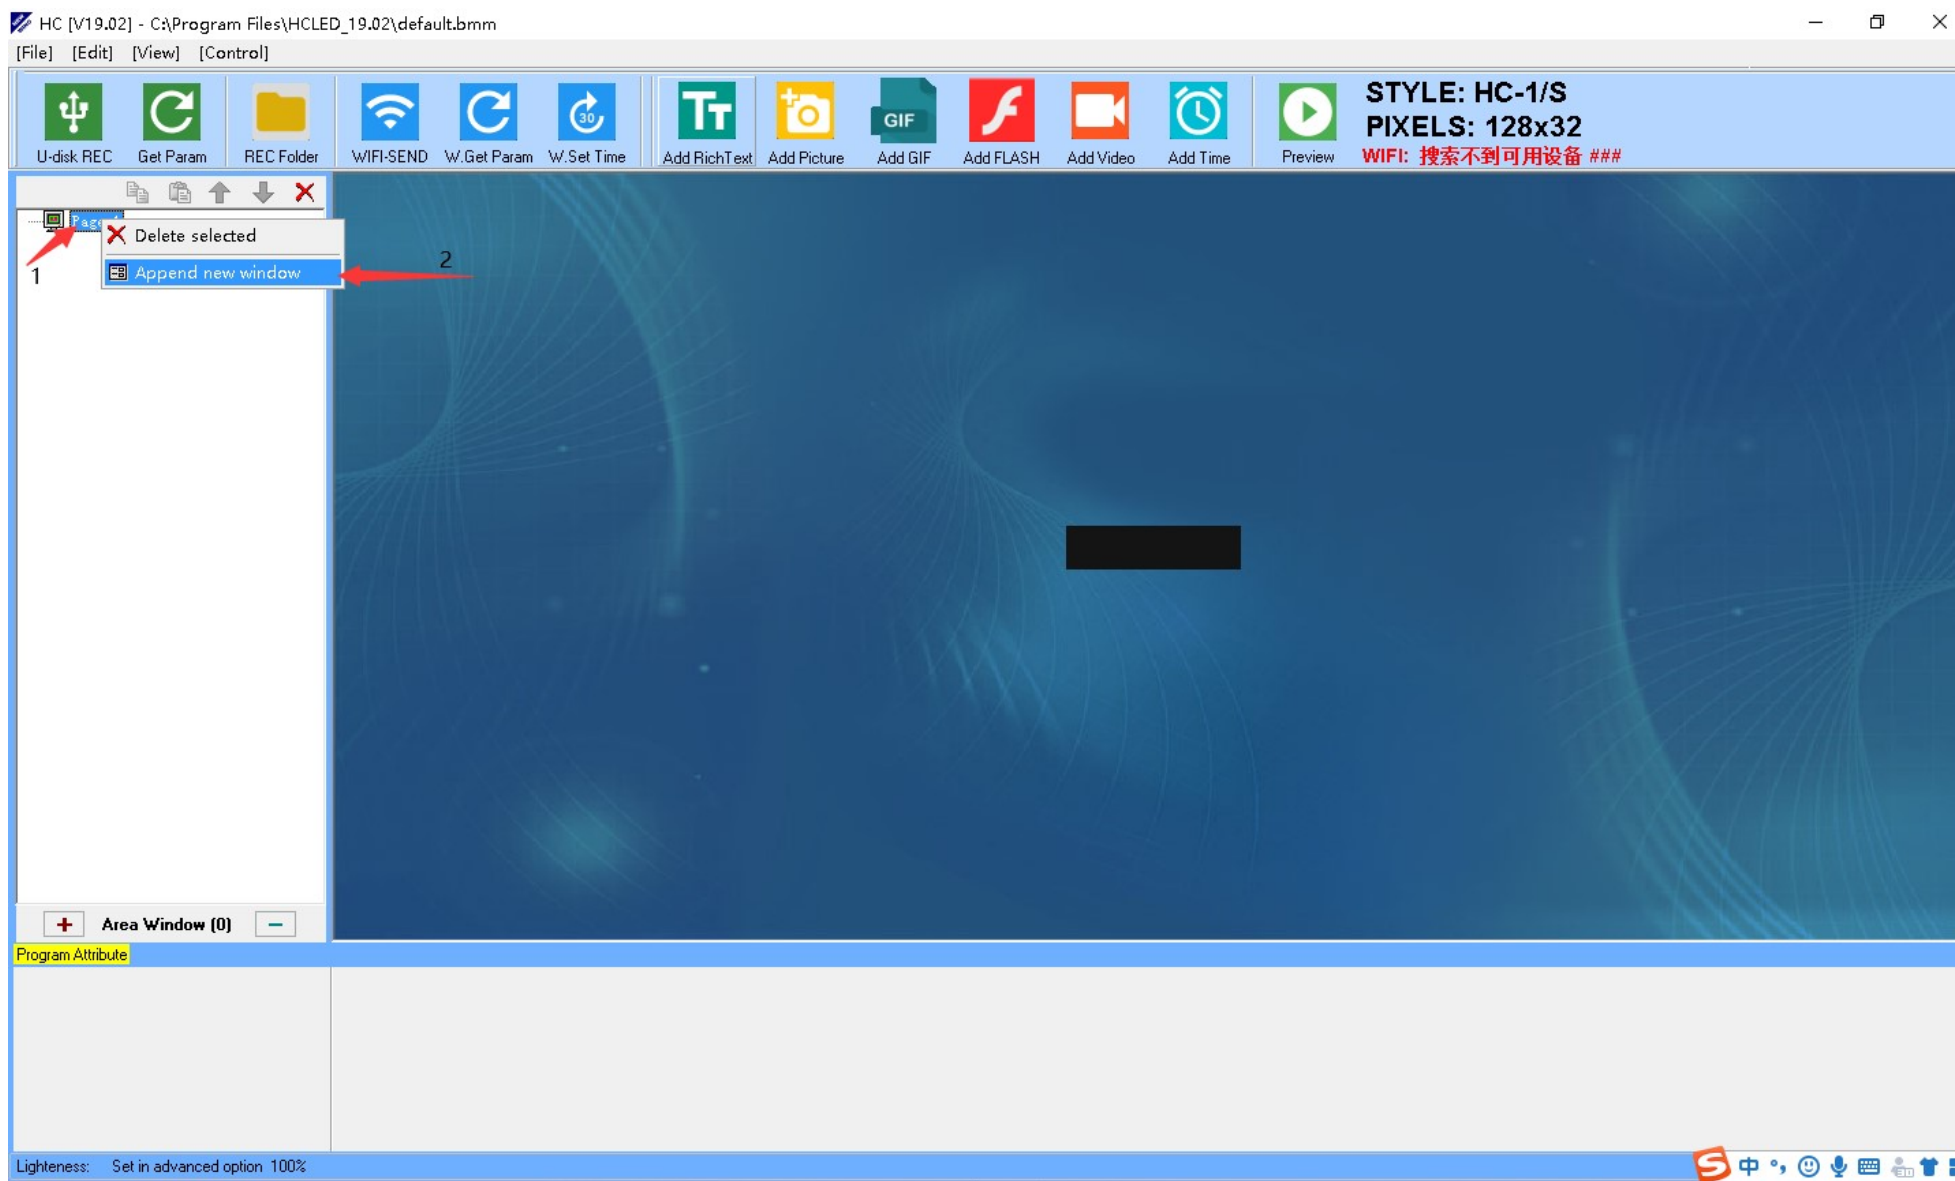 HC [V19.02] - C:\Program Files\HCLED_19.02\default.bmm
[File] [Edit] [View] [Control]
U-disk REC Get Param REC Folder WIFI-SEND W.Get Param 30 W.Set Time TT Add RichText Add Picture GIF Add GIF Add FLASH Add Video Add Time Preview
STYLE: HC-1/S
PIXELS: 128x32
WIFI: 搜索不到可用设备 ###
Delete selected
Append new window
1
2
Area Window (0)
Program Attribute
Lighteness: Set in advanced option 100%
中